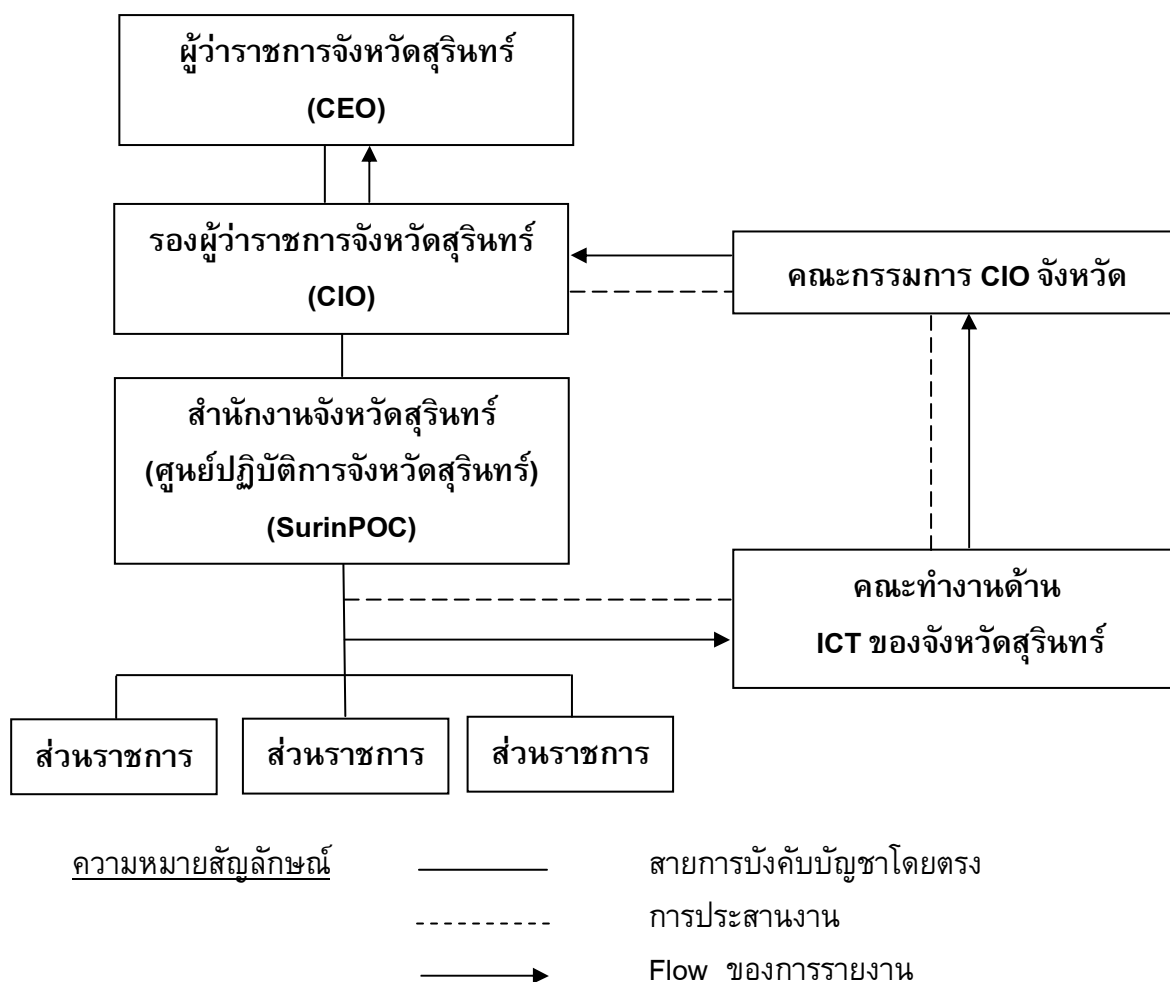 ผู้ว่าราชการจังหวัดสุรินทร์
(CEO)
รองผู้ว่าราชการจังหวัดสุรินทร์
(CIO)
คณะกรรมการ CIO จังหวัด
สำนักงานจังหวัดสุรินทร์
(ศูนย์ปฏิบัติการจังหวัดสุรินทร์)
(SurinPOC)
คณะทำงานด้าน
ICT ของจังหวัดสุรินทร์
ส่วนราชการ
ส่วนราชการ
ส่วนราชการ
ความหมายสัญลักษณ์
สายการบังคับบัญชาโดยตรง
การประสานงาน
Flow ของการรายงาน